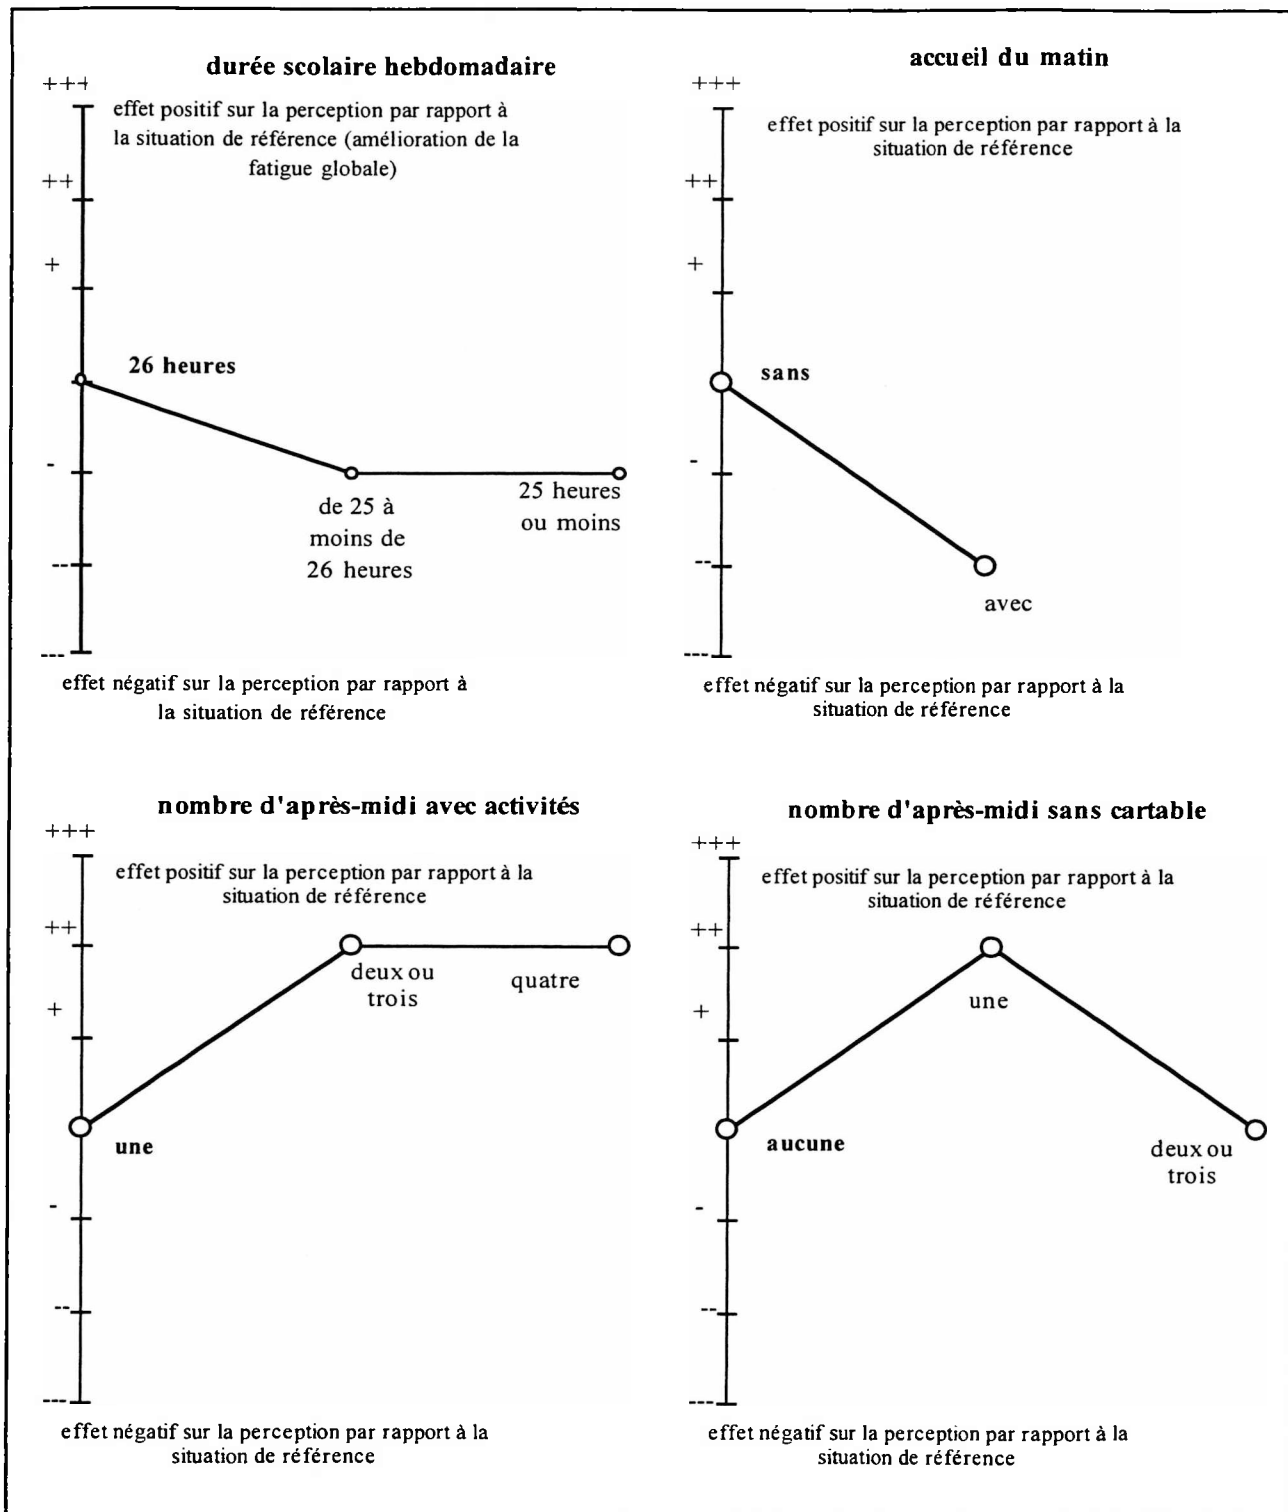 durée scolaire hebdomadaire
+++
effet positif sur la perception par rapport à
la situation de référence (amélioration de la
fatigue globale)
++
+
26 heures
-
de 25 à
moins de
26 heures
25 heures
ou moins
--
---
effet négatif sur la perception par rapport à
la situation de référence
accueil du matin
+++
effet positif sur la perception par rapport à la
situation de référence
++
+
sans
-
--
avec
---
effet négatif sur la perception par rapport à la
situation de référence
nombre d'après-midi avec activités
+++
effet positif sur la perception par rapport à la
situation de référence
++
deux ou
trois
quatre
+
une
-
--
---
effet négatif sur la perception par rapport à la
situation de référence
nombre d'après-midi sans cartable
+++
effet positif sur la perception par rapport à la
situation de référence
++
une
+
aucune
deux ou
trois
-
--
---
effet négatif sur la perception par rapport à la
situation de référence